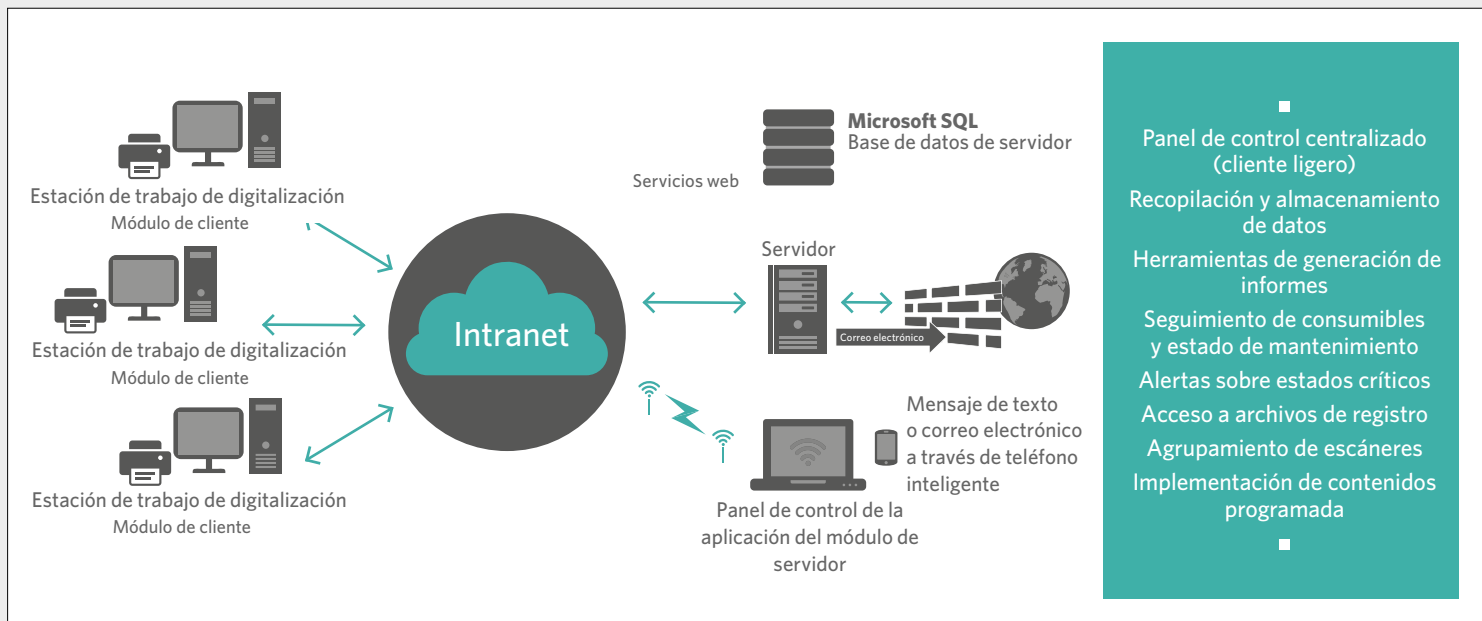 Estación de trabajo de digitalización
Módulo de cliente
Estación de trabajo de digitalización
Módulo de cliente
Estación de trabajo de digitalización
Módulo de cliente
Intranet
Servicios web
Microsoft SQL
Base de datos de servidor
Servidor
Correo electrónico
Mensaje de texto
o correo electrónico
a través de teléfono
inteligente
Panel de control de la
aplicación del módulo de
servidor
Panel de control centralizado
(cliente ligero)
Recopilación y almacenamiento
de datos
Herramientas de generación de
informes
Seguimiento de consumibles
y estado de mantenimiento
Alertas sobre estados críticos
Acceso a archivos de registro
Agrupamiento de escáneres
Implementación de contenidos
programada